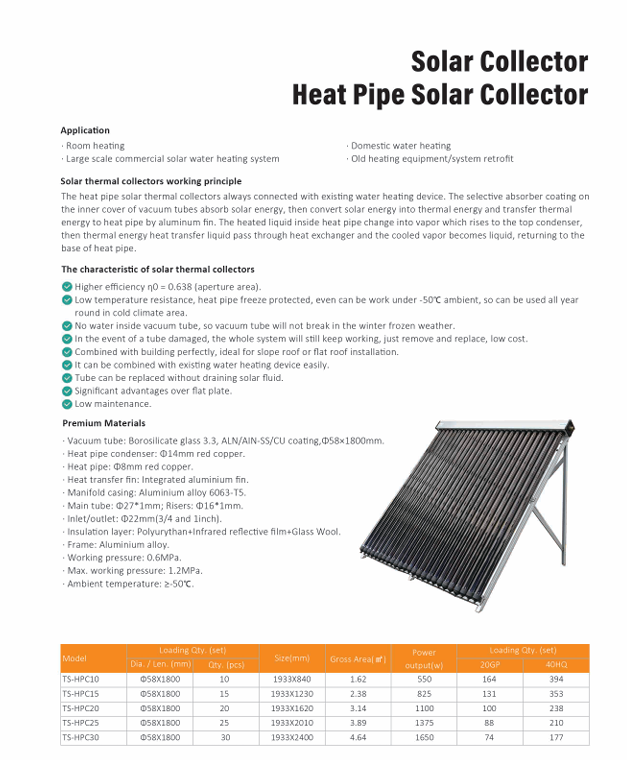 Solar Collector
Heat Pipe Solar Collector
Application
· Room heating
· Domestic water heating
· Large scale commercial solar water heating system
· Old heating equipment/system retrofit
Solar thermal collectors working principle
The heat pipe solar thermal collectors always connected with existing water heating device. The selective absorber coating on
the inner cover of vacuum tubes absorb solar energy, then convert solar energy into thermal energy and transfer thermal
energy to heat pipe by aluminum fin. The heated liquid inside heat pipe change into vapor which rises to the top condenser,
then thermal energy heat transfer liquid pass through heat exchanger and the cooled vapor becomes liquid, returning to the
base of heat pipe.
The characteristic of solar thermal collectors
Higher efficiency η0 = 0.638 (aperture area).
Low temperature resistance, heat pipe freeze protected, even can be work under -50℃ ambient, so can be used all year
round in cold climate area.
No water inside vacuum tube, so vacuum tube will not break in the winter frozen weather.
In the event of a tube damaged, the whole system will still keep working, just remove and replace, low cost.
Combined with building perfectly, ideal for slope roof or flat roof installation.
It can be combined with existing water heating device easily.
Tube can be replaced without draining solar fluid.
Significant advantages over flat plate.
Low maintenance.
Premium Materials
· Vacuum tube: Borosilicate glass 3.3, ALN/AIN-SS/CU coating,Φ58×1800mm.
· Heat pipe condenser: Φ14mm red copper.
· Heat pipe: Φ8mm red copper.
· Heat transfer fin: Integrated aluminium fin.
· Manifold casing: Aluminium alloy 6063-T5.
· Main tube: Φ27*1mm; Risers: Φ16*1mm.
· Inlet/outlet: Φ22mm(3/4 and 1inch).
· Insulation layer: Polyurythan+Infrared reflective film+Glass Wool.
· Frame: Aluminium alloy.
· Working pressure: 0.6MPa.
· Max. working pressure: 1.2MPa.
· Ambient temperature: ≥-50℃.
Model Loading Qty. (set) Size(mm) Gross Area(㎡) Power output(w) Loading Qty. (set)
Dia. / Len. (mm) Qty. (pcs) 20GP 40HQ
TS-HPC10 Φ58X1800 10 1933X840 1.62 550 164 394
TS-HPC15 Φ58X1800 15 1933X1230 2.38 825 131 353
TS-HPC20 Φ58X1800 20 1933X1620 3.14 1100 100 238
TS-HPC25 Φ58X1800 25 1933X2010 3.89 1375 88 210
TS-HPC30 Φ58X1800 30 1933X2400 4.64 1650 74 177